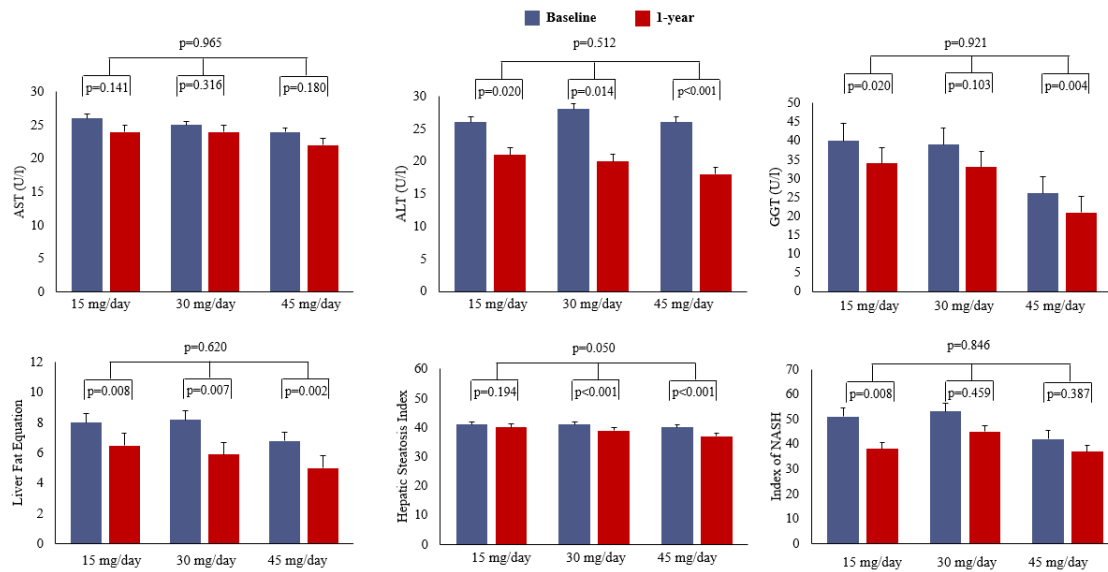 Baseline 1-year
p=0.965
p=0.141 p=0.316 p=0.180
AST (U/l)
30
25
20
15
10
5
0
15 mg/day 30 mg/day 45 mg/day
p=0.512
p=0.020 p=0.014 p<0.001
ALT (U/l)
30
25
20
15
10
5
0
15 mg/day 30 mg/day 45 mg/day
p=0.921
p=0.020 p=0.103 p=0.004
GGT (U/l)
50
45
40
35
30
25
20
15
10
5
0
15 mg/day 30 mg/day 45 mg/day
p=0.620
p=0.008 p=0.007 p=0.002
Liver Fat Equation
12
10
8
6
4
2
0
15 mg/day 30 mg/day 45 mg/day
p=0.050
p=0.194 p<0.001 p<0.001
Hepatic Steatosis Index
60
50
40
30
20
10
0
15 mg/day 30 mg/day 45 mg/day
p=0.846
p=0.008 p=0.459 p=0.387
Index of NASH
70
60
50
40
30
20
10
0
15 mg/day 30 mg/day 45 mg/day